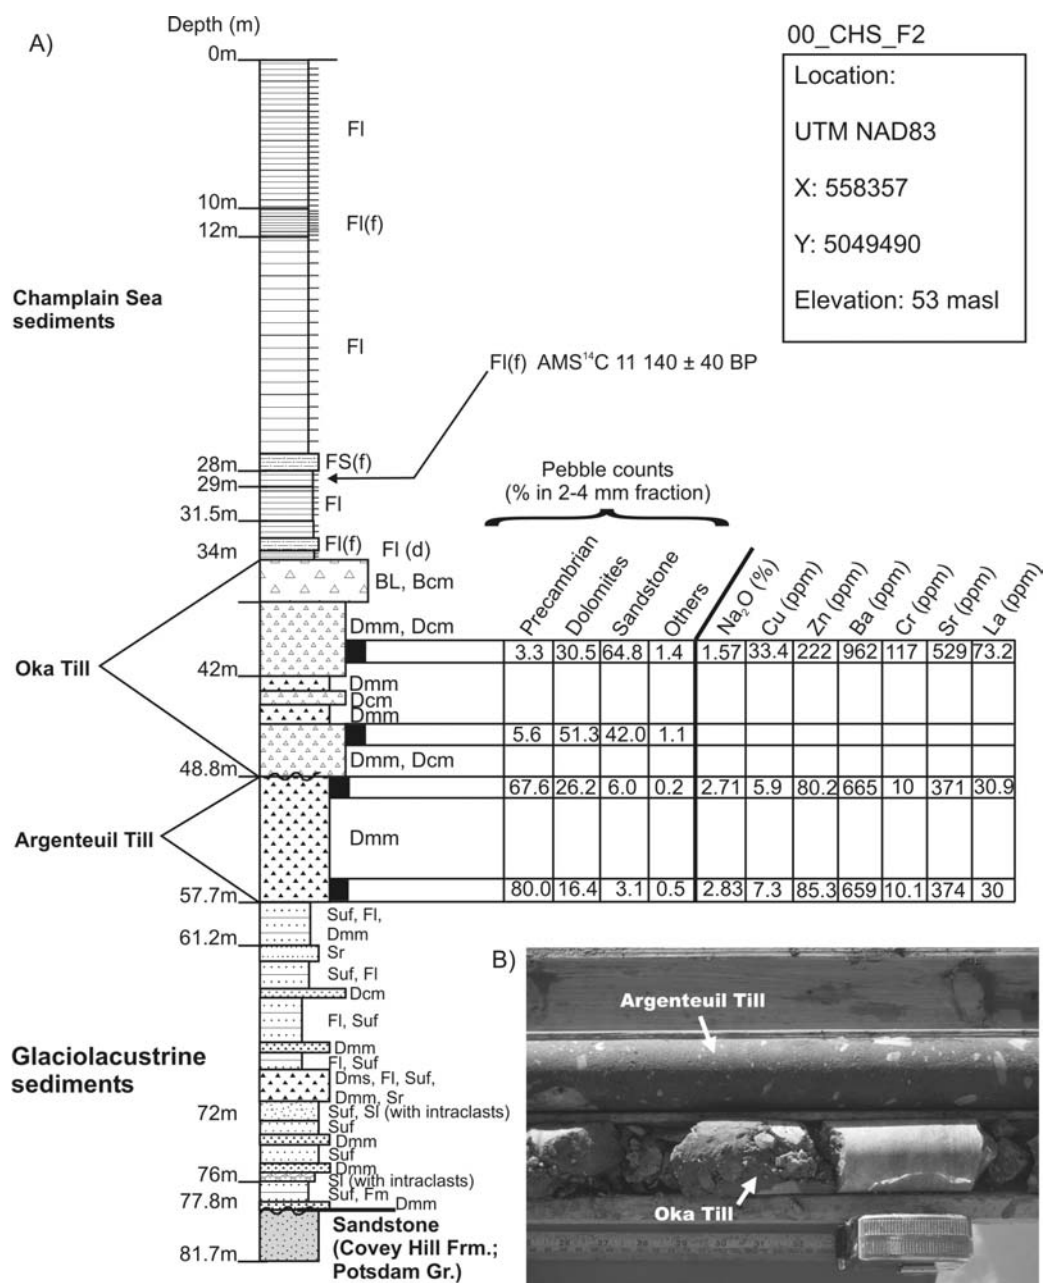 A)
Depth (m)
0m
Fl
10m
Fl(f)
12m
Champlain Sea
sediments
Fl
Fl(f) AMS¹⁴C 11 140 ± 40 BP
28m
FS(f)
29m
Fl
31.5m
Fl(f)
34m
Fl (d)
BL, Bcm
Dmm, Dcm
Oka Till
42m
Dmm
Dcm
Dmm
Dmm, Dcm
48.8m
Argenteuil Till
Dmm
57.7m
Suf, Fl,
Dmm
61.2m
Sr
Suf, Fl
Dcm
Fl, Suf
Dmm
Fl, Suf
Glaciolacustrine
sediments
Dms, Fl, Suf,
Dmm, Sr
72m
Suf, Sl (with intraclasts)
Suf
Dmm
Suf
Dmm
76m
Sl (with intraclasts)
Suf, Fm
77.8m
Dmm
Sandstone
(Covey Hill Frm.;
Potsdam Gr.)
81.7m
00_CHS_F2
Location:
UTM NAD83
X: 558357
Y: 5049490
Elevation: 53 masl
Pebble counts
(% in 2-4 mm fraction)
Precambrian Dolomites Sandstone Others Na₂O (%) Cu (ppm) Zn (ppm) Ba (ppm) Cr (ppm) Sr (ppm) La (ppm)
3.3 30.5 64.8 1.4 1.57 33.4 222 962 117 529 73.2
5.6 51.3 42.0 1.1
67.6 26.2 6.0 0.2 2.71 5.9 80.2 665 10 371 30.9
80.0 16.4 3.1 0.5 2.83 7.3 85.3 659 10.1 374 30
B)
Argenteuil Till
Oka Till